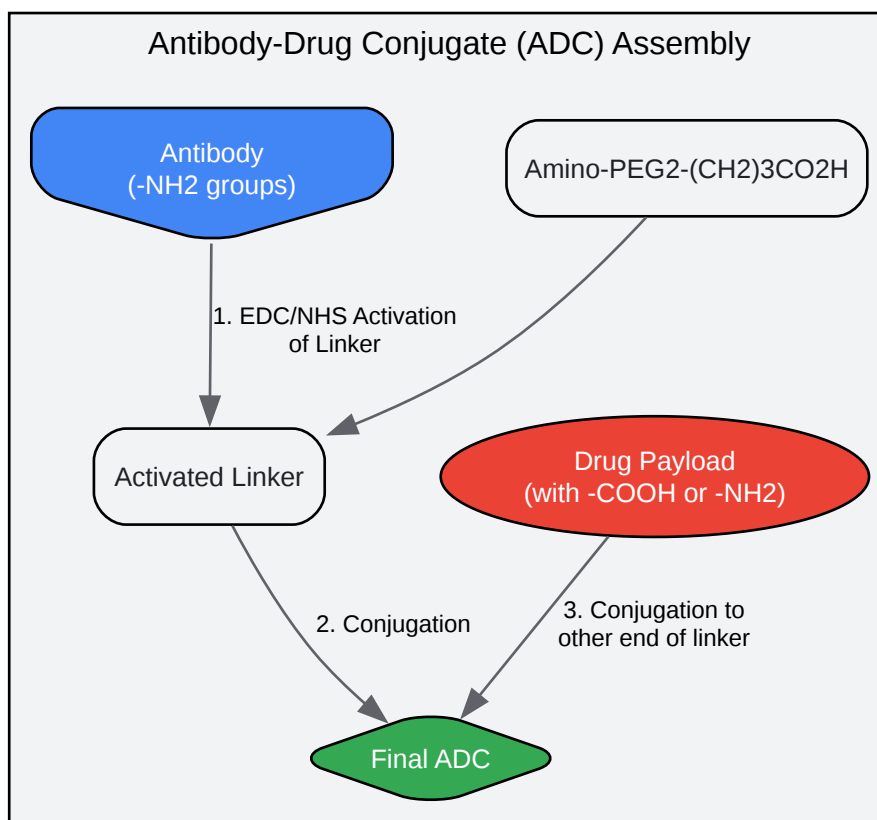 Antibody-Drug Conjugate (ADC) Assembly
Antibody
(-NH2 groups)
Amino-PEG2-(CH2)3CO2H
1. EDC/NHS Activation
of Linker
Activated Linker
Drug Payload
(with -COOH or -NH2)
2. Conjugation
3. Conjugation to
other end of linker
Final ADC